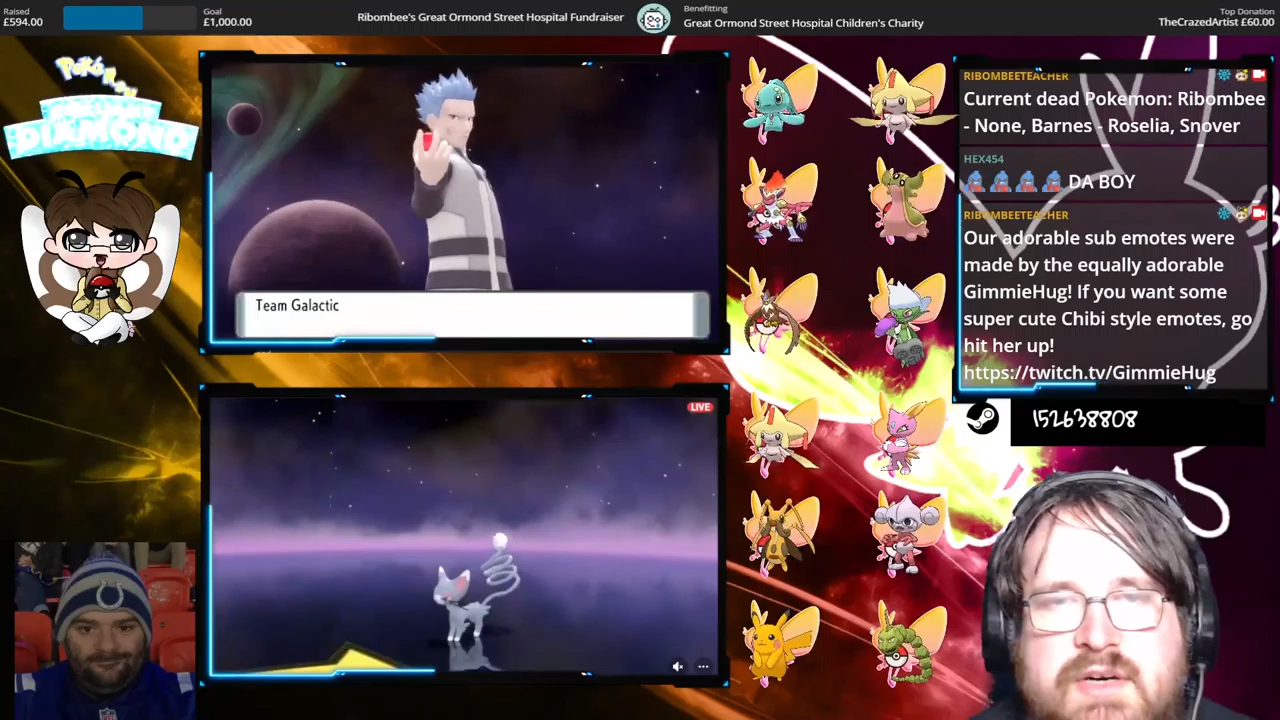 Raised
£594.00
Goal
£1,000.00
Ribombee's Great Ormond Street Hospital Fundraiser
Benefitting
Great Ormond Street Hospital Children's Charity
Top Donation
TheCrazedArtist £60.00
DIAMOND
Team Galactic
LIVE
RIBOMBEETEACHER
Current dead Pokemon: Ribombee
- None, Barnes - Roselia, Snover
HEX454
DA BOY
RIBOMBEETEACHER
Our adorable sub emotes were
made by the equally adorable
GimmieHug! If you want some
super cute Chibi style emotes, go
hit her up!
https://twitch.tv/GimmieHug
152638808